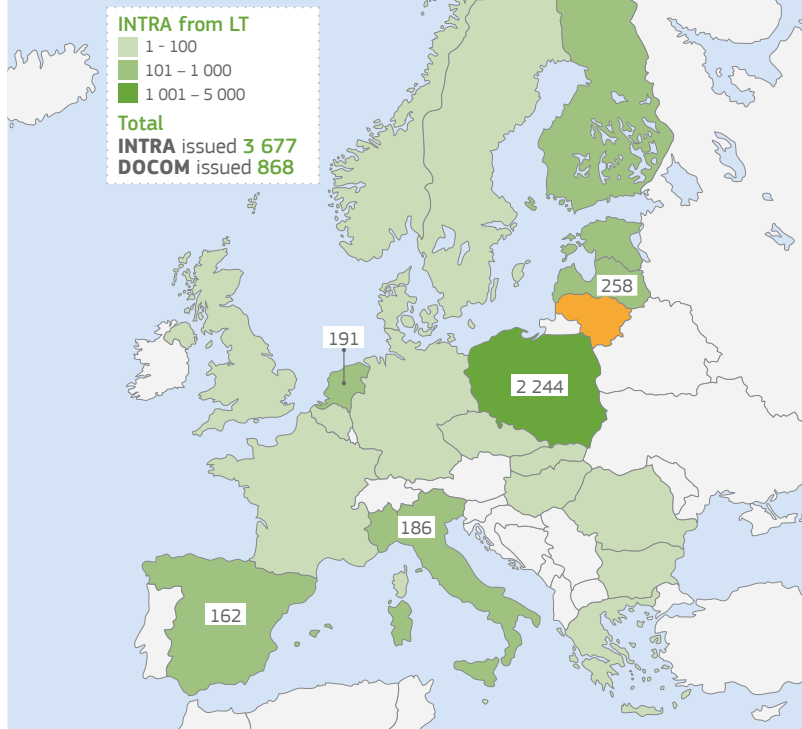 INTRA from LT
1 - 100
101 – 1 000
1 001 – 5 000
Total
INTRA issued 3 677
DOCOM issued 868
258
191
2 244
186
162